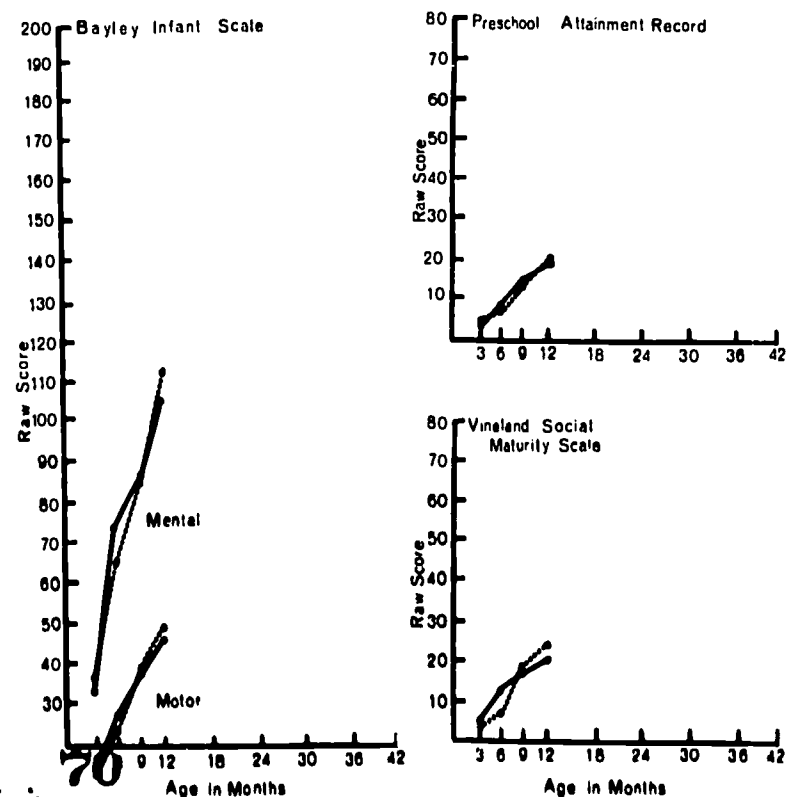 Bayley Infant Scale
200
190
180
170
160
150
140
130
120
110
100
90
80
70
60
50
40
30
Raw Score
Mental
Motor
9 12 18 24 30 36 42
70
Age in Months
Preschool Attainment Record
80
70
60
50
40
30
20
10
Raw Score
3 6 9 12 18 24 30 36 42
Vineland Social
Maturity Scale
80
70
60
50
40
30
20
10
Raw Score
3 6 9 12 18 24 30 36 42
Age in Months